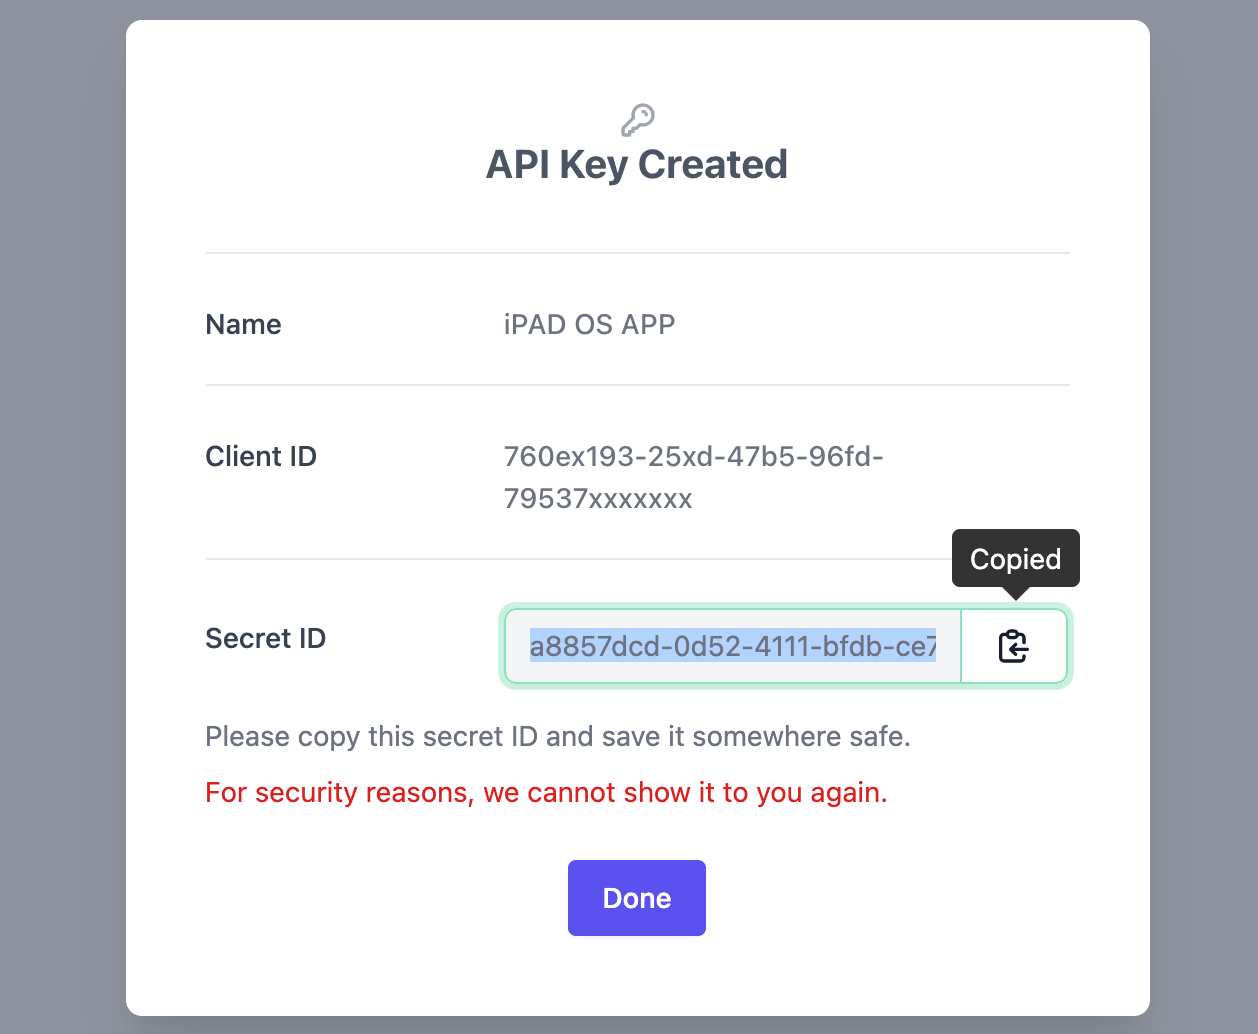 API Key Created
Name
iPAD OS APP
Client ID
760ex193-25xd-47b5-96fd-
79537xxxxxxx
Copied
Secret ID
a8857dcd-0d52-4111-bfdb-ce7
Please copy this secret ID and save it somewhere safe.
For security reasons, we cannot show it to you again.
Done